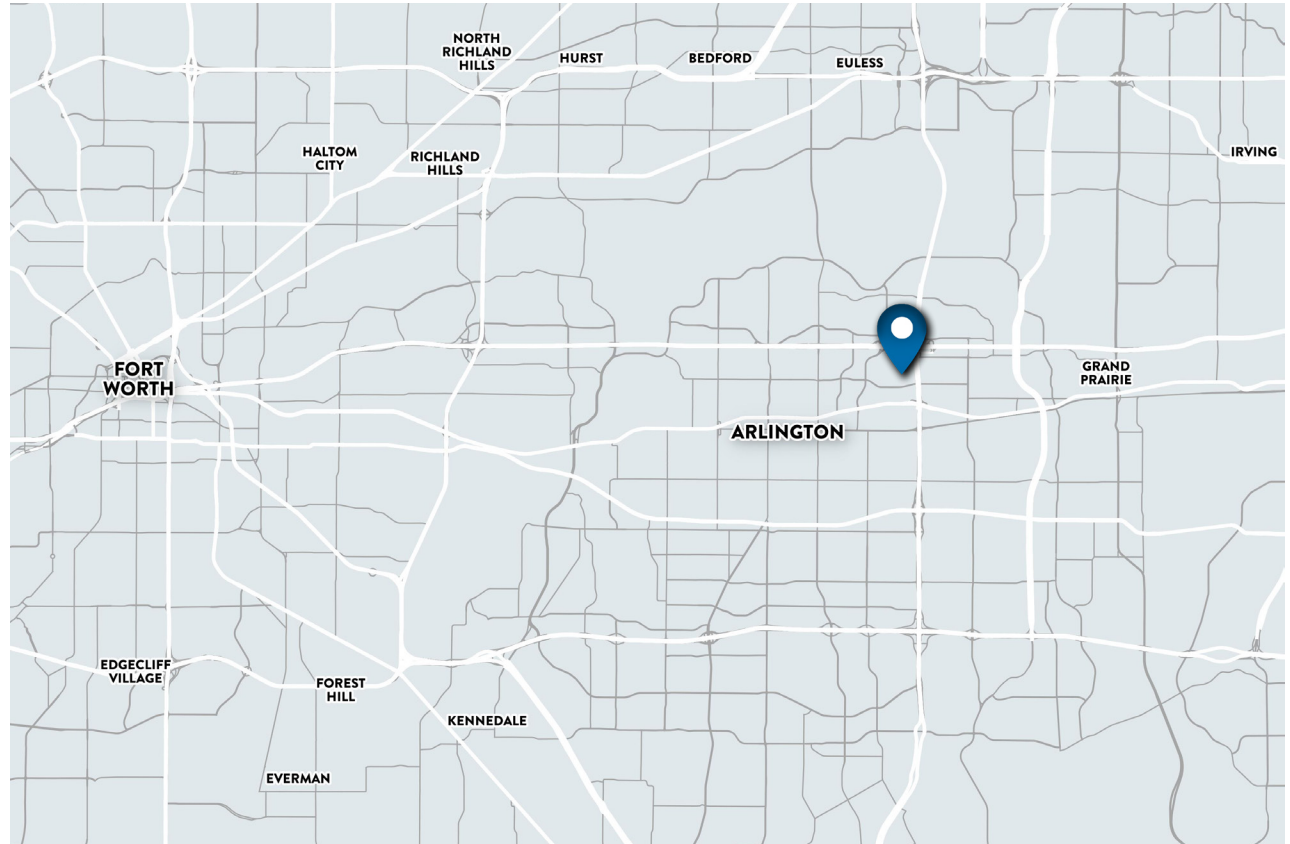 NORTH
RICHLAND
HILLS
HURST
BEDFORD
EULESS
HALTOM
CITY
RICHLAND
HILLS
IRVING
FORT
WORTH
GRAND
PRAIRIE
ARLINGTON
EDGECLIFF
VILLAGE
FOREST
HILL
KENNEDALE
EVERMAN